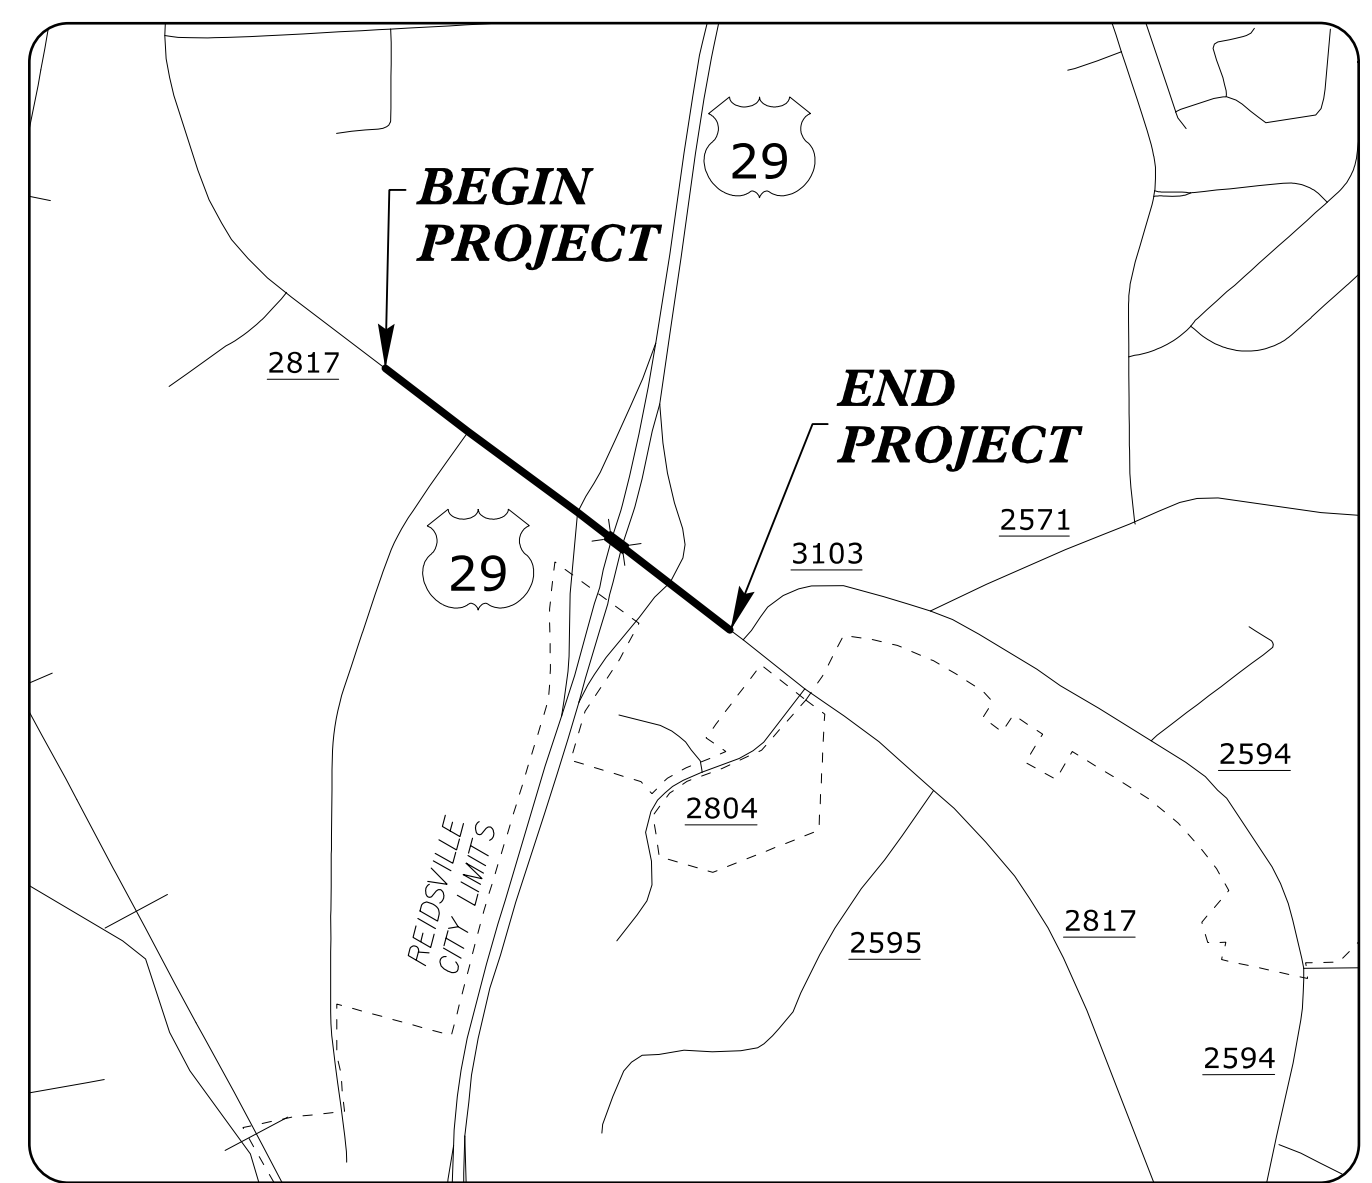 29
BEGIN
PROJECT
2817
END
PROJECT
2571
3103
29
2594
2804
REIDSVILLE
CITY LIMITS
2817
2595
2594